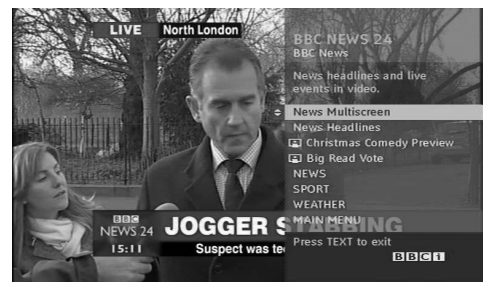 LIVE North London
BBC NEWS 24
BBC News
News headlines and live
events in video.
News Multiscreen
News Headlines
Christmas Comedy Preview
Big Read Vote
NEWS
SPORT
WEATHER
MAIN MENU
Press TEXT to exit
BBC 1
BBC
NEWS 24
15:11
JOGGER STABBING
Suspect was